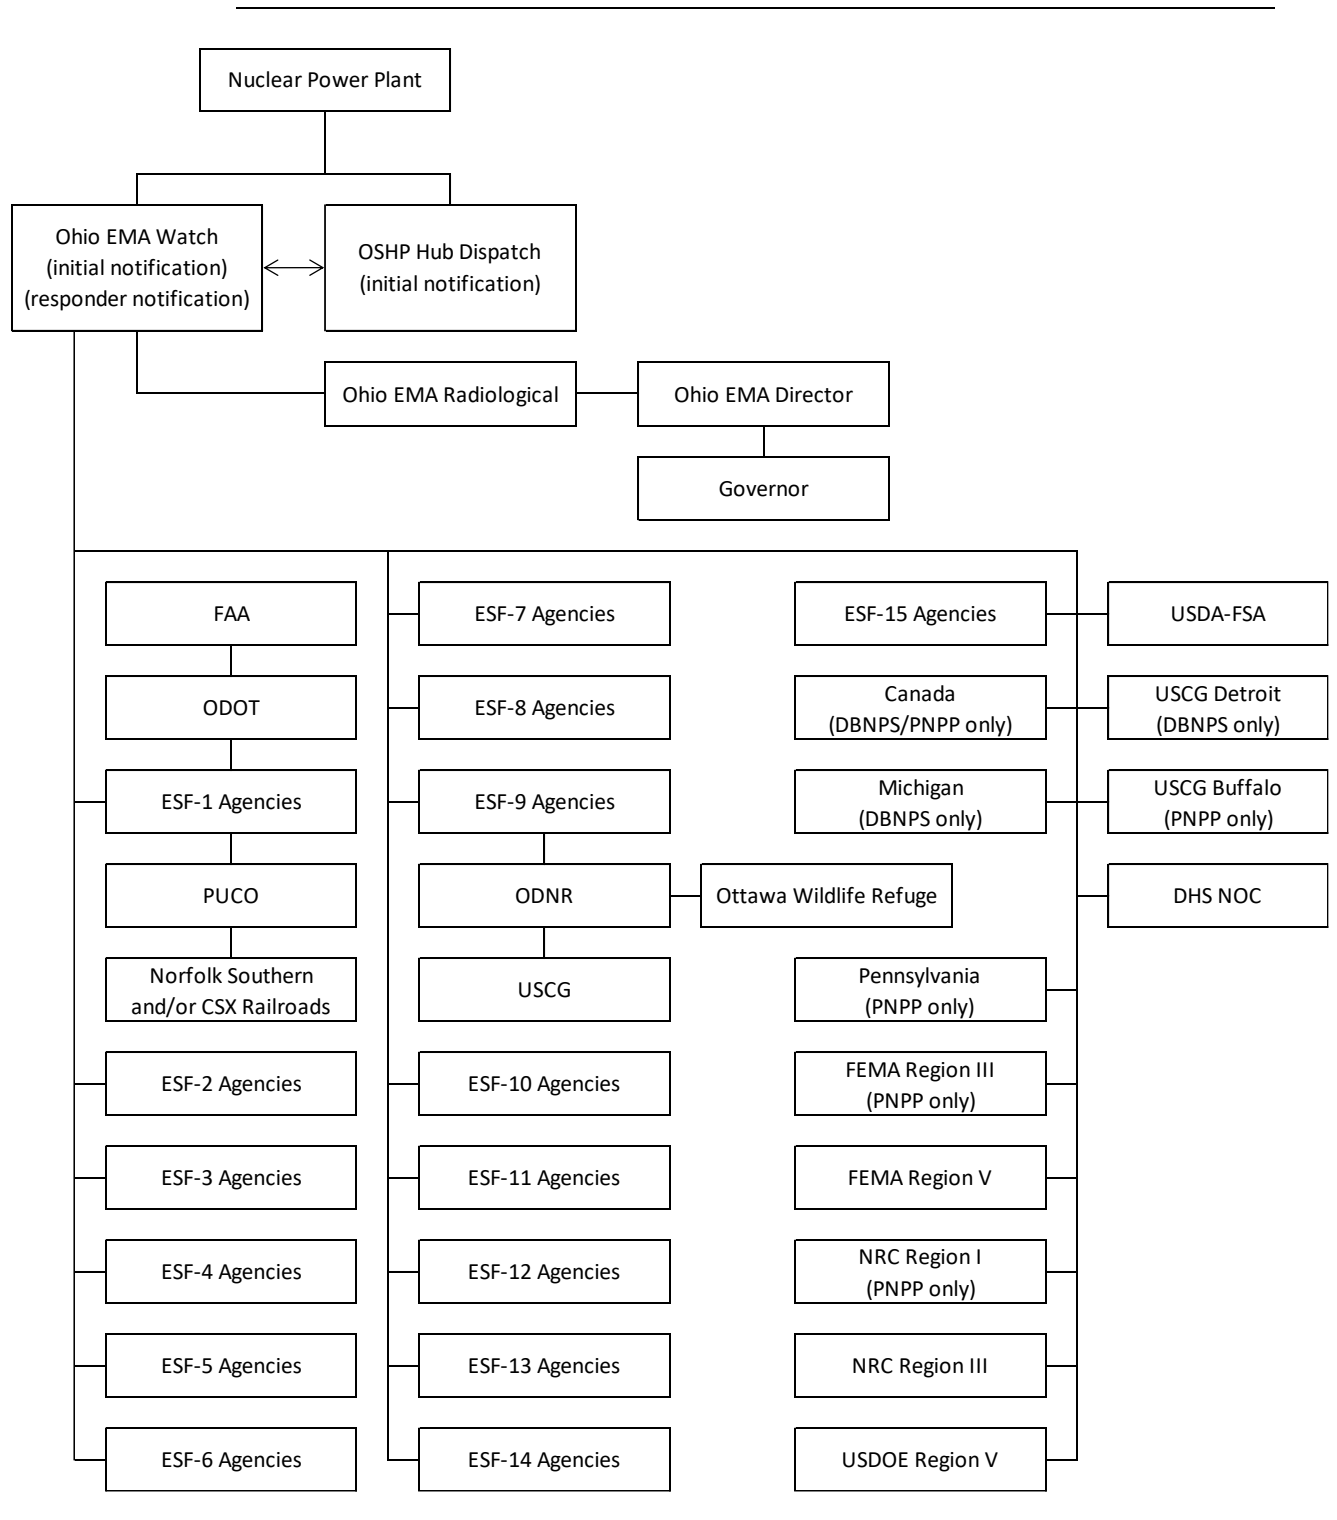 Nuclear Power Plant
Ohio EMA Watch
(initial notification)
(responder notification)
OSHP Hub Dispatch
(initial notification)
Ohio EMA Radiological
Ohio EMA Director
Governor
FAA
ODOT
ESF-1 Agencies
PUCO
Norfolk Southern
and/or CSX Railroads
ESF-2 Agencies
ESF-3 Agencies
ESF-4 Agencies
ESF-5 Agencies
ESF-6 Agencies
ESF-7 Agencies
ESF-8 Agencies
ESF-9 Agencies
ODNR
Ottawa Wildlife Refuge
USCG
ESF-10 Agencies
ESF-11 Agencies
ESF-12 Agencies
ESF-13 Agencies
ESF-14 Agencies
ESF-15 Agencies
Canada
(DBNPS/PNPP only)
Michigan
(DBNPS only)
Pennsylvania
(PNPP only)
FEMA Region III
(PNPP only)
FEMA Region V
NRC Region I
(PNPP only)
NRC Region III
USDOE Region V
USDA-FSA
USCG Detroit
(DBNPS only)
USCG Buffalo
(PNPP only)
DHS NOC